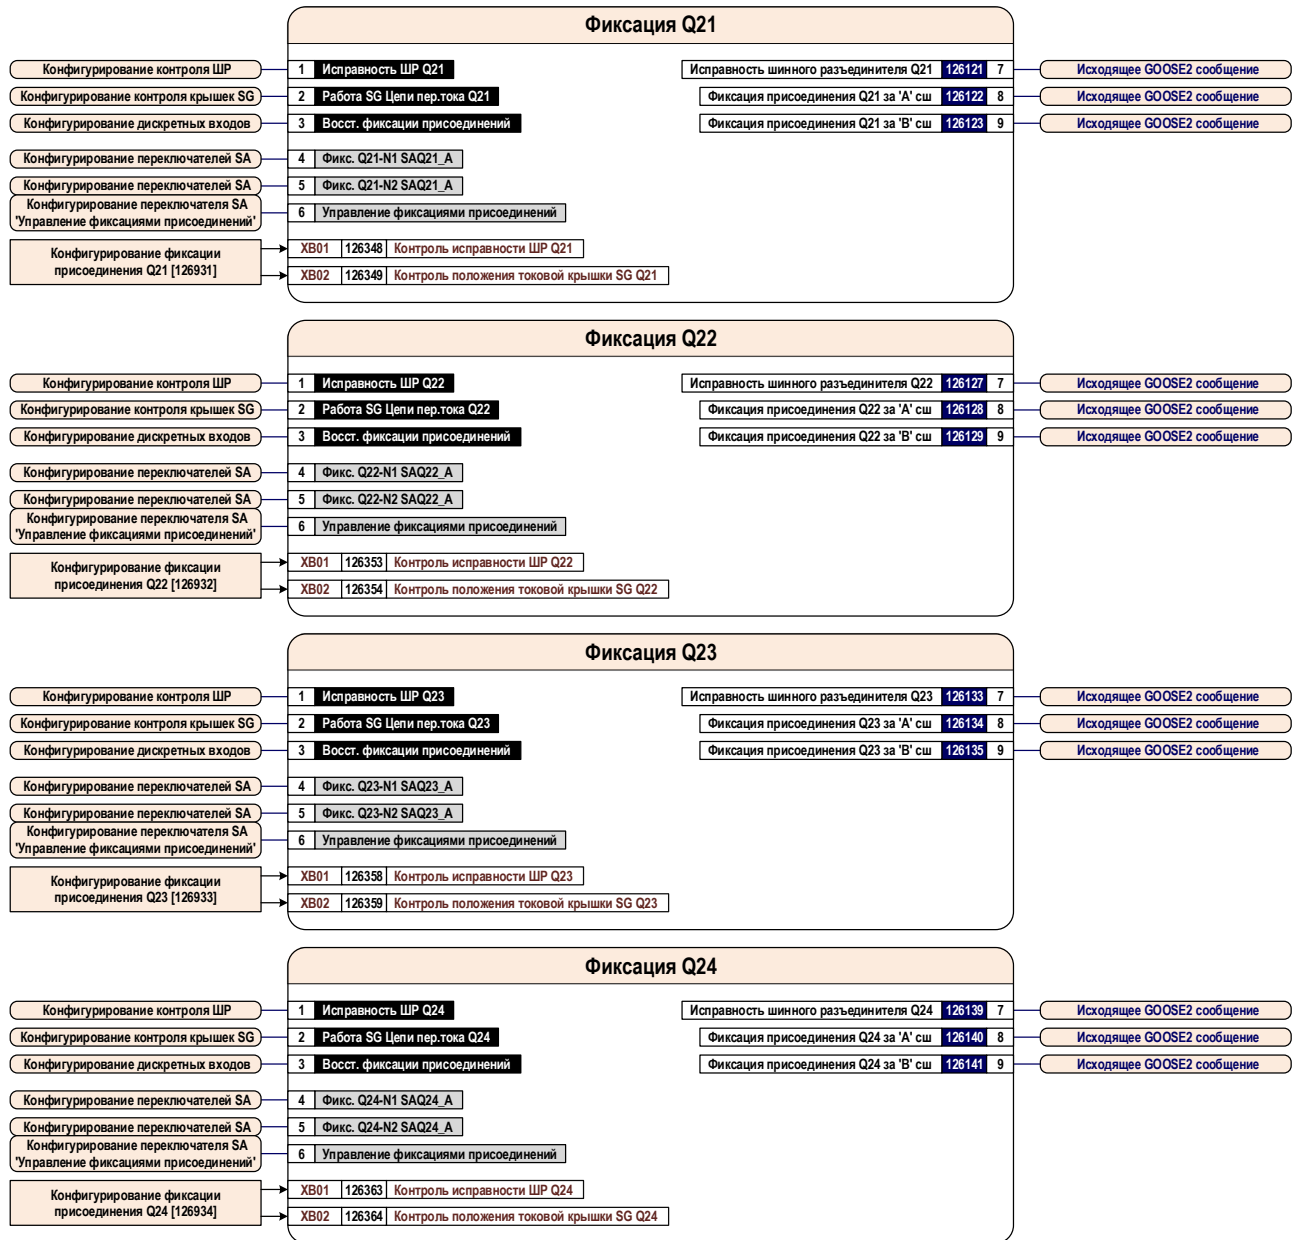 Фиксация Q21
Конфигурирование контроля ШР 1 Исправность ШР Q21 Исправность шинного разъединителя Q21 126121 7 Исходящее GOOSE2 сообщение
Конфигурирование контроля крышек SG 2 Работа SG Цепи пер.тока Q21 Фиксация присоединения Q21 за 'А' сш 126122 8 Исходящее GOOSE2 сообщение
Конфигурирование дискретных входов 3 Восст. фиксации присоединений Фиксация присоединения Q21 за 'В' сш 126123 9 Исходящее GOOSE2 сообщение
Конфигурирование переключателей SA 4 Фикс. Q21-N1 SAQ21_A
Конфигурирование переключателей SA 5 Фикс. Q21-N2 SAQ21_A
Конфигурирование переключателя SA
'Управление фиксациями присоединений' 6 Управление фиксациями присоединений
Конфигурирование фиксации
присоединения Q21 [126931]
XB01 126348 Контроль исправности ШР Q21
XB02 126349 Контроль положения токовой крышки SG Q21
Фиксация Q22
Конфигурирование контроля ШР 1 Исправность ШР Q22 Исправность шинного разъединителя Q22 126127 7 Исходящее GOOSE2 сообщение
Конфигурирование контроля крышек SG 2 Работа SG Цепи пер.тока Q22 Фиксация присоединения Q22 за 'А' сш 126128 8 Исходящее GOOSE2 сообщение
Конфигурирование дискретных входов 3 Восст. фиксации присоединений Фиксация присоединения Q22 за 'В' сш 126129 9 Исходящее GOOSE2 сообщение
Конфигурирование переключателей SA 4 Фикс. Q22-N1 SAQ22_A
Конфигурирование переключателей SA 5 Фикс. Q22-N2 SAQ22_A
Конфигурирование переключателя SA
'Управление фиксациями присоединений' 6 Управление фиксациями присоединений
Конфигурирование фиксации
присоединения Q22 [126932]
XB01 126353 Контроль исправности ШР Q22
XB02 126354 Контроль положения токовой крышки SG Q22
Фиксация Q23
Конфигурирование контроля ШР 1 Исправность ШР Q23 Исправность шинного разъединителя Q23 126133 7 Исходящее GOOSE2 сообщение
Конфигурирование контроля крышек SG 2 Работа SG Цепи пер.тока Q23 Фиксация присоединения Q23 за 'А' сш 126134 8 Исходящее GOOSE2 сообщение
Конфигурирование дискретных входов 3 Восст. фиксации присоединений Фиксация присоединения Q23 за 'В' сш 126135 9 Исходящее GOOSE2 сообщение
Конфигурирование переключателей SA 4 Фикс. Q23-N1 SAQ23_A
Конфигурирование переключателей SA 5 Фикс. Q23-N2 SAQ23_A
Конфигурирование переключателя SA
'Управление фиксациями присоединений' 6 Управление фиксациями присоединений
Конфигурирование фиксации
присоединения Q23 [126933]
XB01 126358 Контроль исправности ШР Q23
XB02 126359 Контроль положения токовой крышки SG Q23
Фиксация Q24
Конфигурирование контроля ШР 1 Исправность ШР Q24 Исправность шинного разъединителя Q24 126139 7 Исходящее GOOSE2 сообщение
Конфигурирование контроля крышек SG 2 Работа SG Цепи пер.тока Q24 Фиксация присоединения Q24 за 'А' сш 126140 8 Исходящее GOOSE2 сообщение
Конфигурирование дискретных входов 3 Восст. фиксации присоединений Фиксация присоединения Q24 за 'В' сш 126141 9 Исходящее GOOSE2 сообщение
Конфигурирование переключателей SA 4 Фикс. Q24-N1 SAQ24_A
Конфигурирование переключателей SA 5 Фикс. Q24-N2 SAQ24_A
Конфигурирование переключателя SA
'Управление фиксациями присоединений' 6 Управление фиксациями присоединений
Конфигурирование фиксации
присоединения Q24 [126934]
XB01 126363 Контроль исправности ШР Q24
XB02 126364 Контроль положения токовой крышки SG Q24